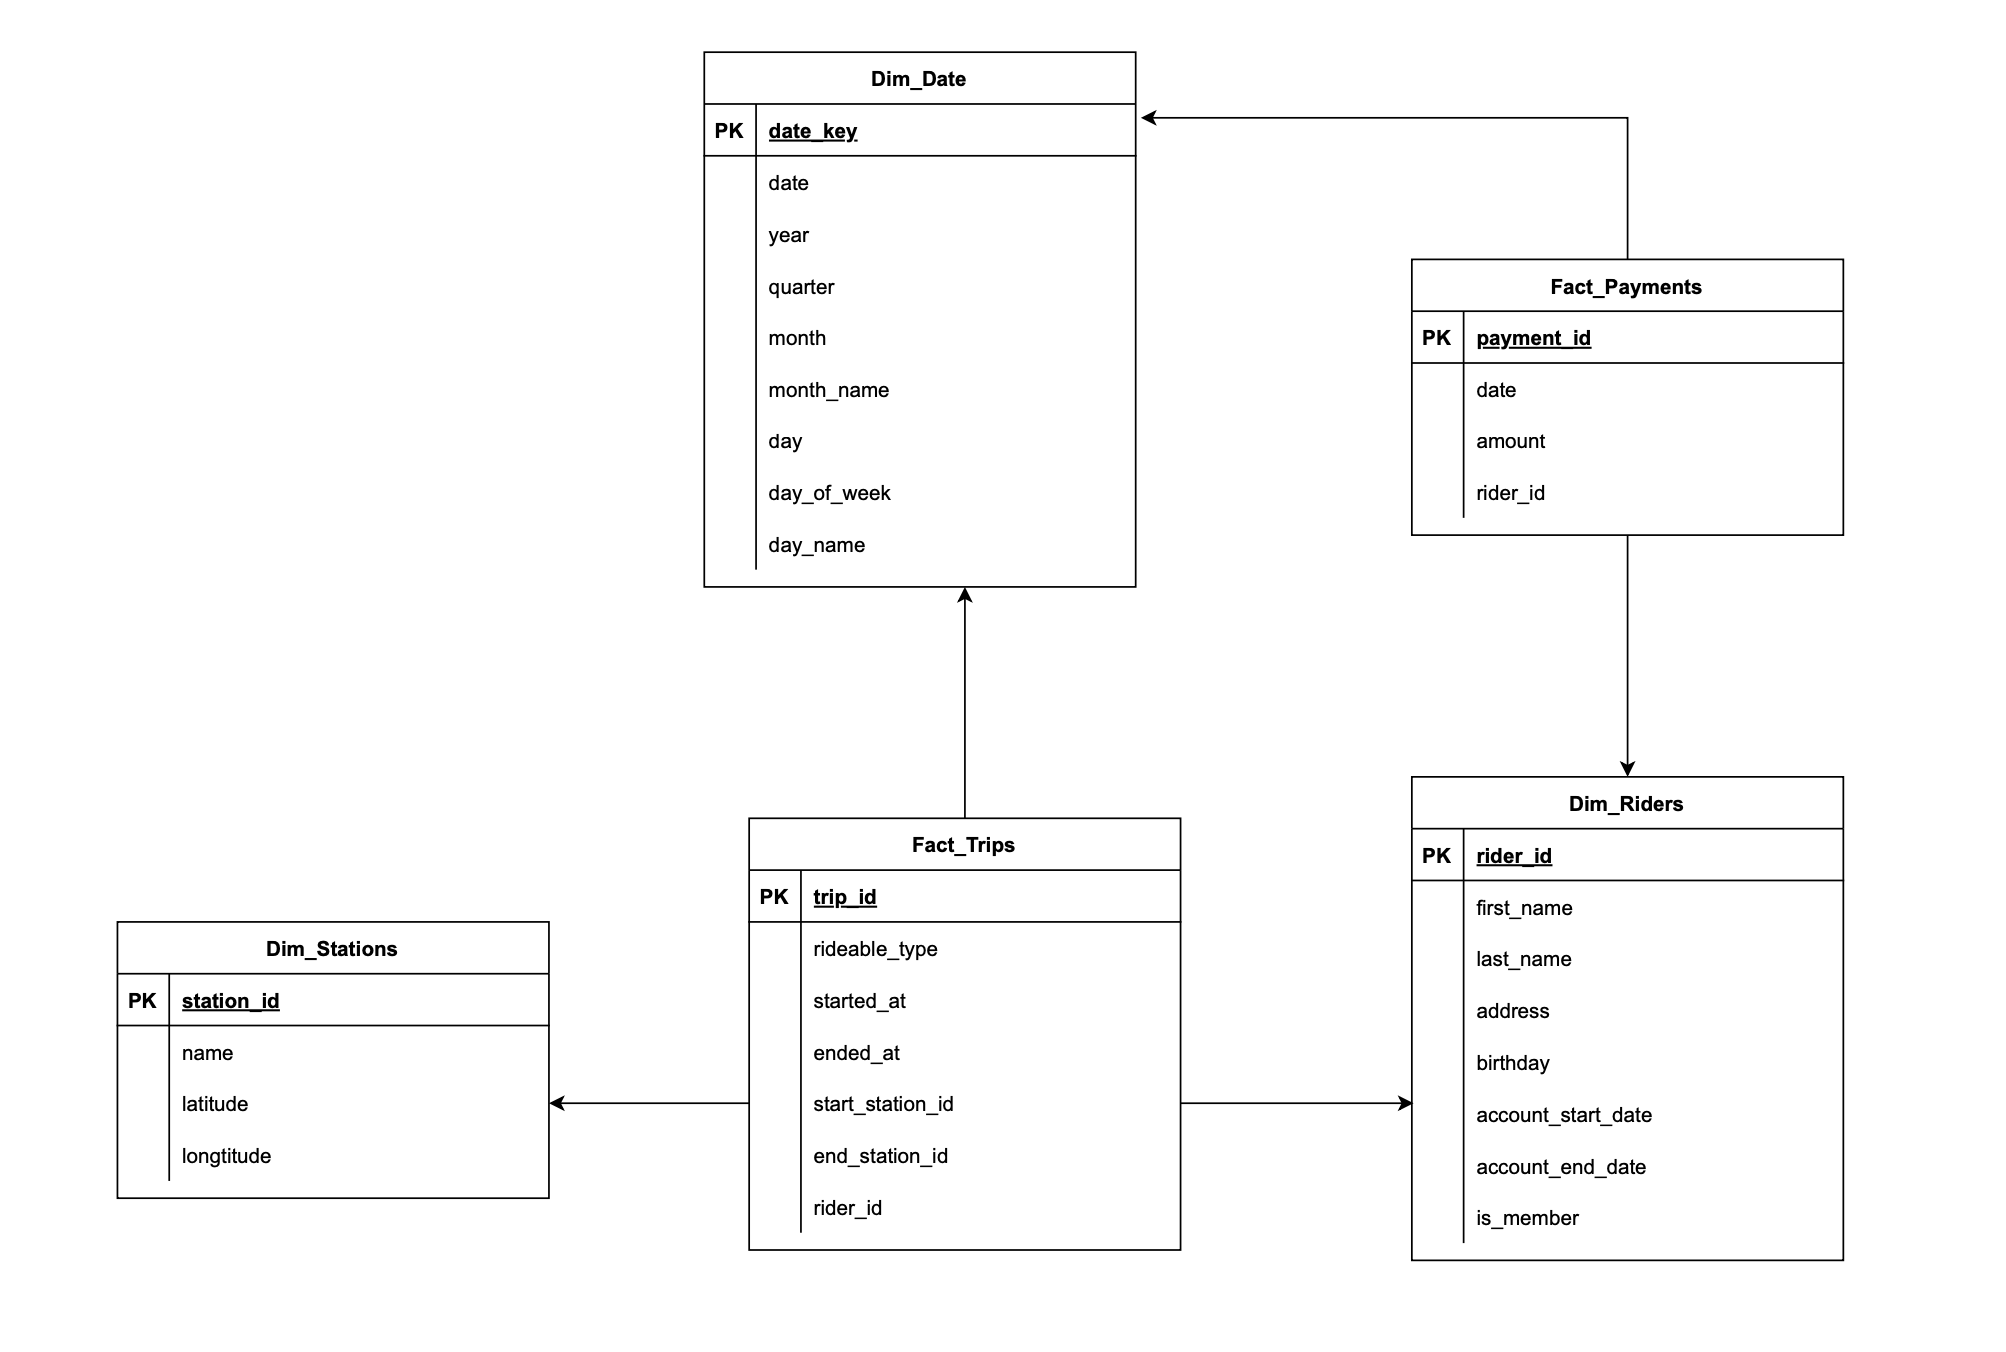 Dim_Date
PK date_key
date
year
quarter
month
month_name
day
day_of_week
day_name
Fact_Payments
PK payment_id
date
amount
rider_id
Dim_Riders
PK rider_id
first_name
last_name
address
birthday
account_start_date
account_end_date
is_member
Fact_Trips
PK trip_id
rideable_type
started_at
ended_at
start_station_id
end_station_id
rider_id
Dim_Stations
PK station_id
name
latitude
longtitude